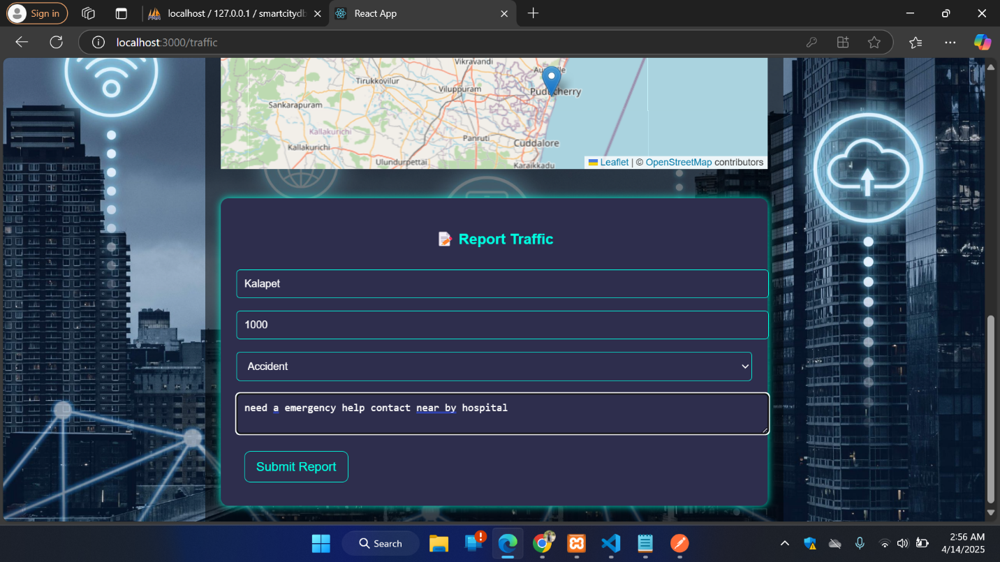 Sign in
localhost / 127.0.0.1 / smartcitydb
React App
localhost:3000/traffic
Vikravandi
Tirukkovilur
Viluppuram
Puducherry
Sankarapuram
Kallakurichi
Kallakurichi
Panruti
Cuddalore
Ulundurpettai
Karaikkadu
Leaflet | © OpenStreetMap contributors
📝 Report Traffic
Kalapet
1000
Accident
need a emergency help contact near by hospital
Submit Report
Search
2:56 AM
4/14/2025